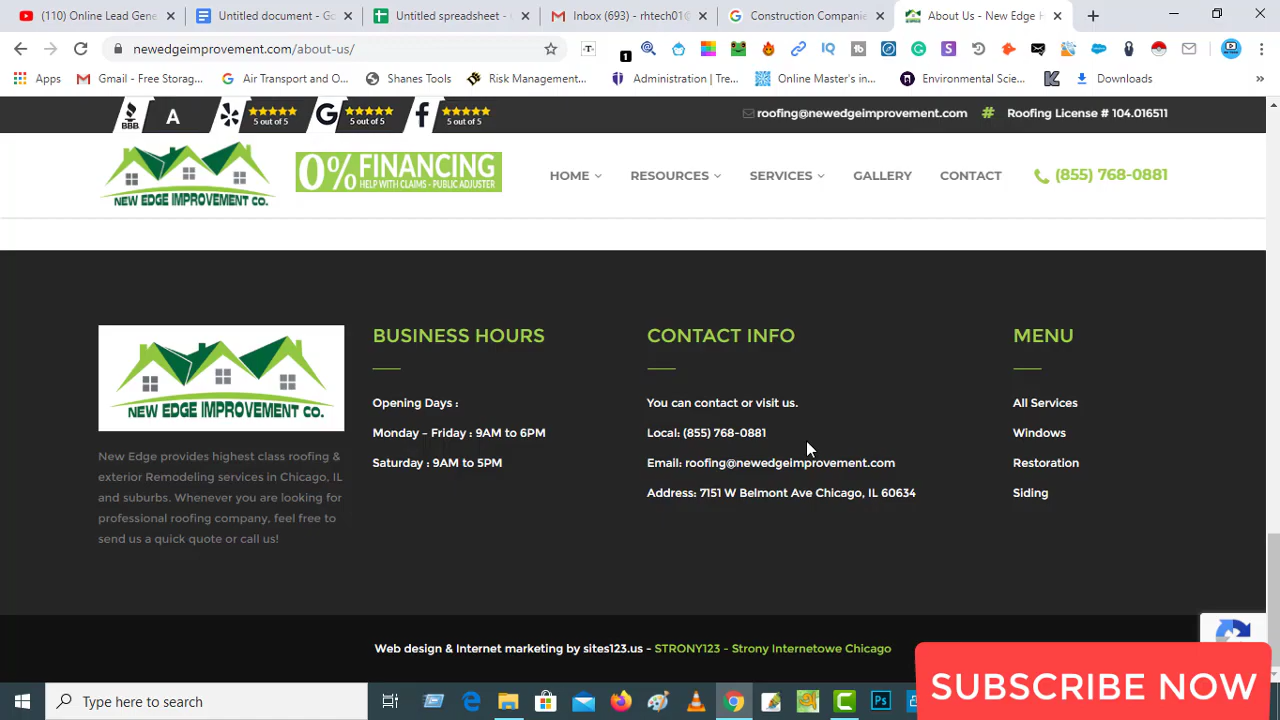 (110) Online Lead Gene
Untitled document - Go
Untitled spreadsheet -
Inbox (693) - rhtech01@
Construction Companie
About Us - New Edge H
newedgeimprovement.com/about-us/
Apps
Gmail - Free Storag...
Air Transport and O...
Shanes Tools
Risk Management...
Administration | Tre...
Online Master's in...
Environmental Scie...
Downloads
BBB
A
5 out of 5
G
5 out of 5
5 out of 5
roofing@newedgeimprovement.com
# Roofing License # 104.016511
NEW EDGE IMPROVEMENT CO.
0% FINANCING
HELP WITH CLAIMS - PUBLIC ADJUSTER
HOME
RESOURCES
SERVICES
GALLERY
CONTACT
(855) 768-0881
NEW EDGE IMPROVEMENT CO.
New Edge provides highest class roofing &
exterior Remodeling services in Chicago, IL
and suburbs. Whenever you are looking for
professional roofing company, feel free to
send us a quick quote or call us!
BUSINESS HOURS
Opening Days :
Monday – Friday : 9AM to 6PM
Saturday : 9AM to 5PM
CONTACT INFO
You can contact or visit us.
Local: (855) 768-0881
Email: roofing@newedgeimprovement.com
Address: 7151 W Belmont Ave Chicago, IL 60634
MENU
All Services
Windows
Restoration
Siding
Web design & Internet marketing by sites123.us - STRONY123 - Strony Internetowe Chicago
SUBSCRIBE NOW
Type here to search